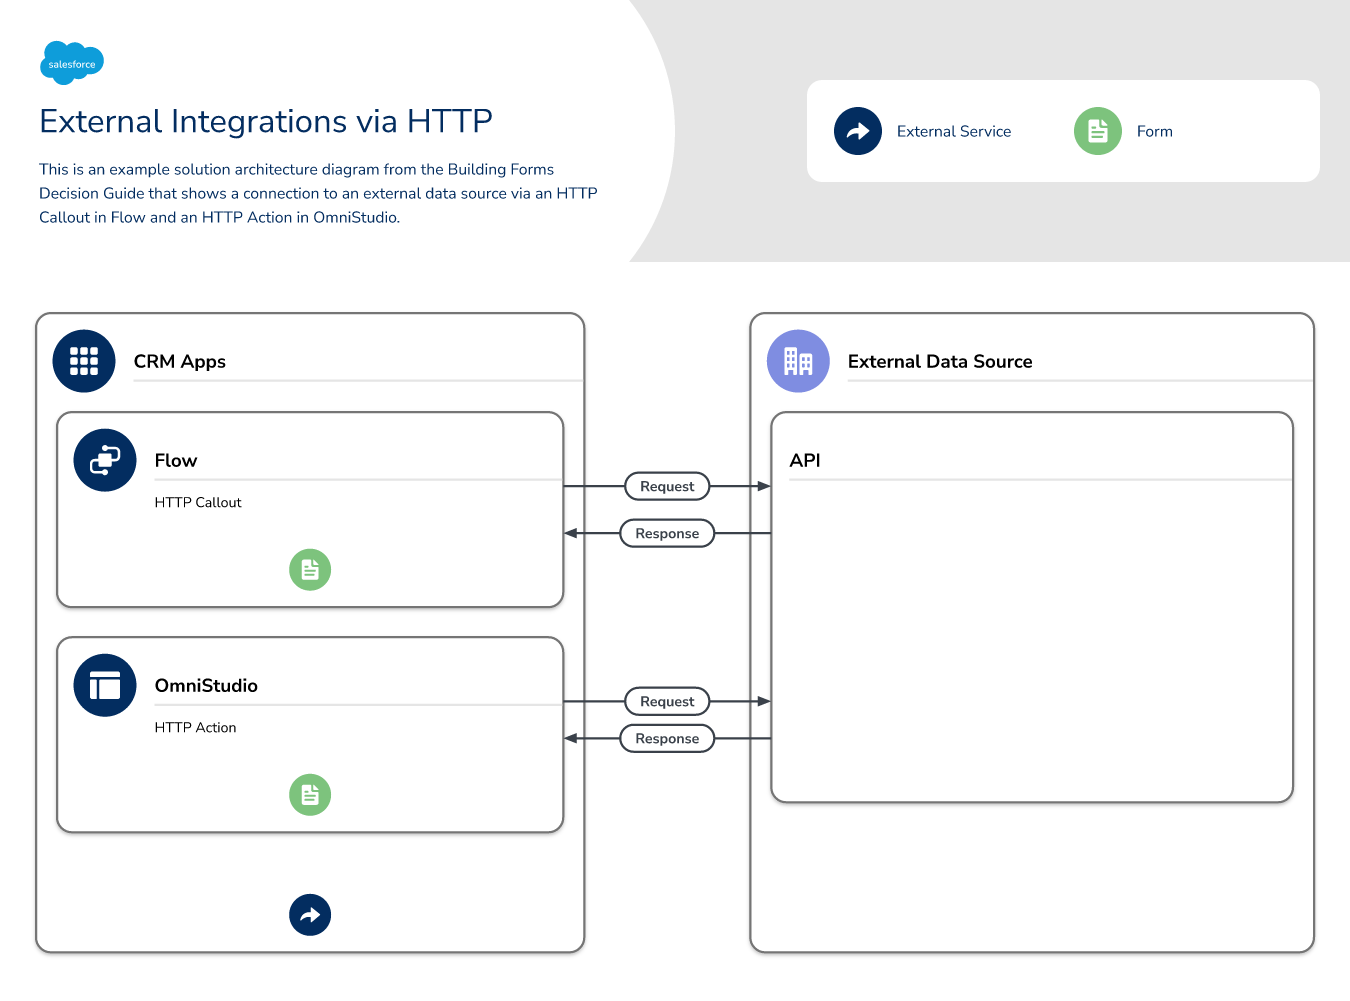 salesforce
External Integrations via HTTP
This is an example solution architecture diagram from the Building Forms
Decision Guide that shows a connection to an external data source via an HTTP
Callout in Flow and an HTTP Action in OmniStudio.
External Service
Form
CRM Apps
Flow
HTTP Callout
OmniStudio
HTTP Action
Request
Response
Request
Response
External Data Source
API